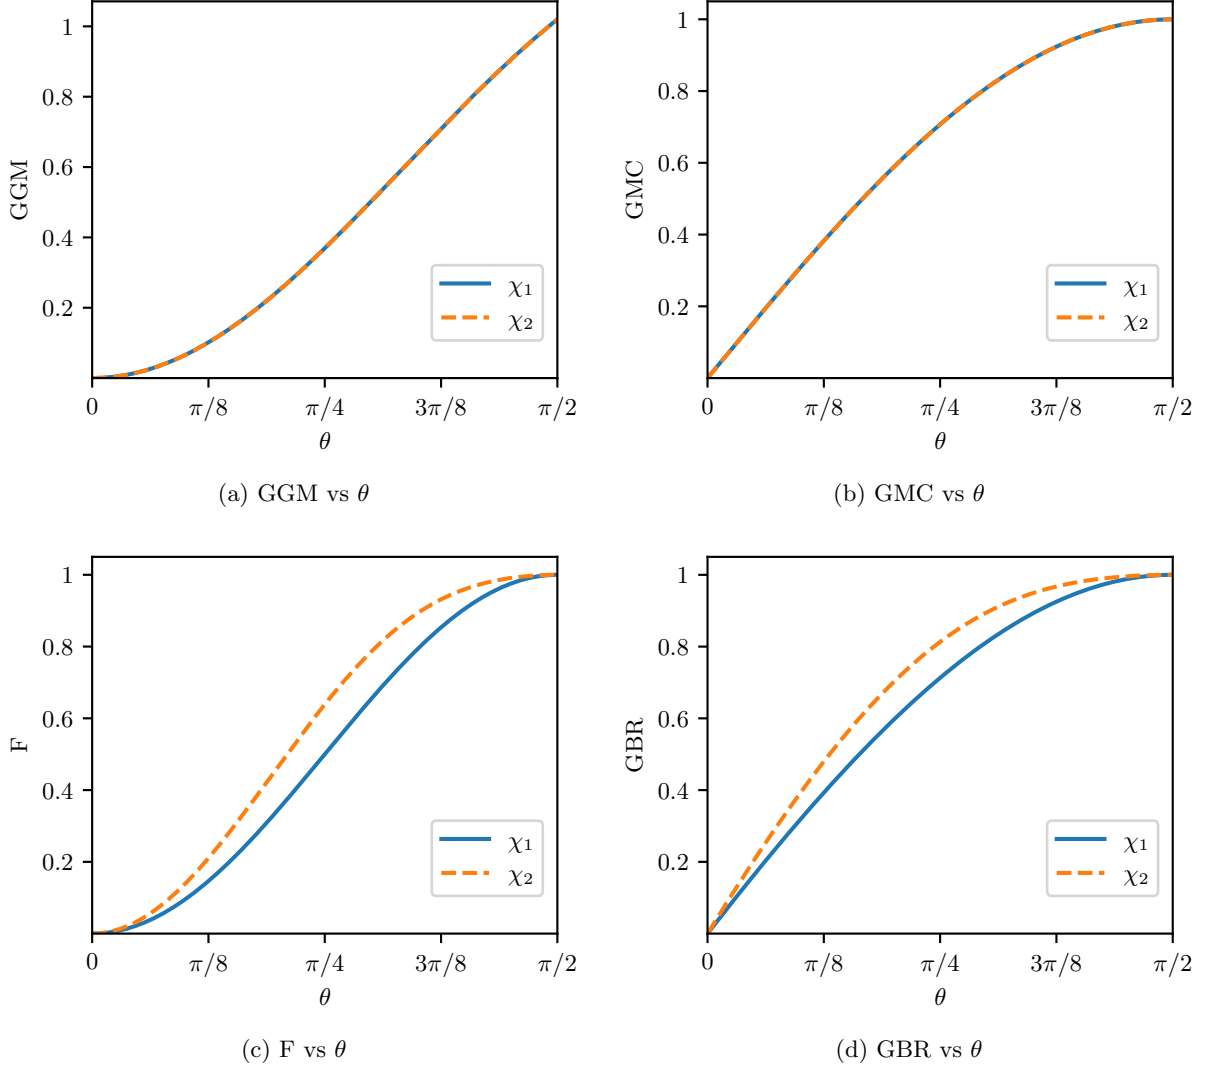 1
0.8
0.6
0.4
0.2
GGM
χ₁
χ₂
0 π/8 π/4 3π/8 π/2
θ
(a) GGM vs θ
1
0.8
0.6
0.4
0.2
GMC
χ₁
χ₂
0 π/8 π/4 3π/8 π/2
θ
(b) GMC vs θ
1
0.8
0.6
0.4
0.2
F
χ₁
χ₂
0 π/8 π/4 3π/8 π/2
θ
(c) F vs θ
1
0.8
0.6
0.4
0.2
GBR
χ₁
χ₂
0 π/8 π/4 3π/8 π/2
θ
(d) GBR vs θ